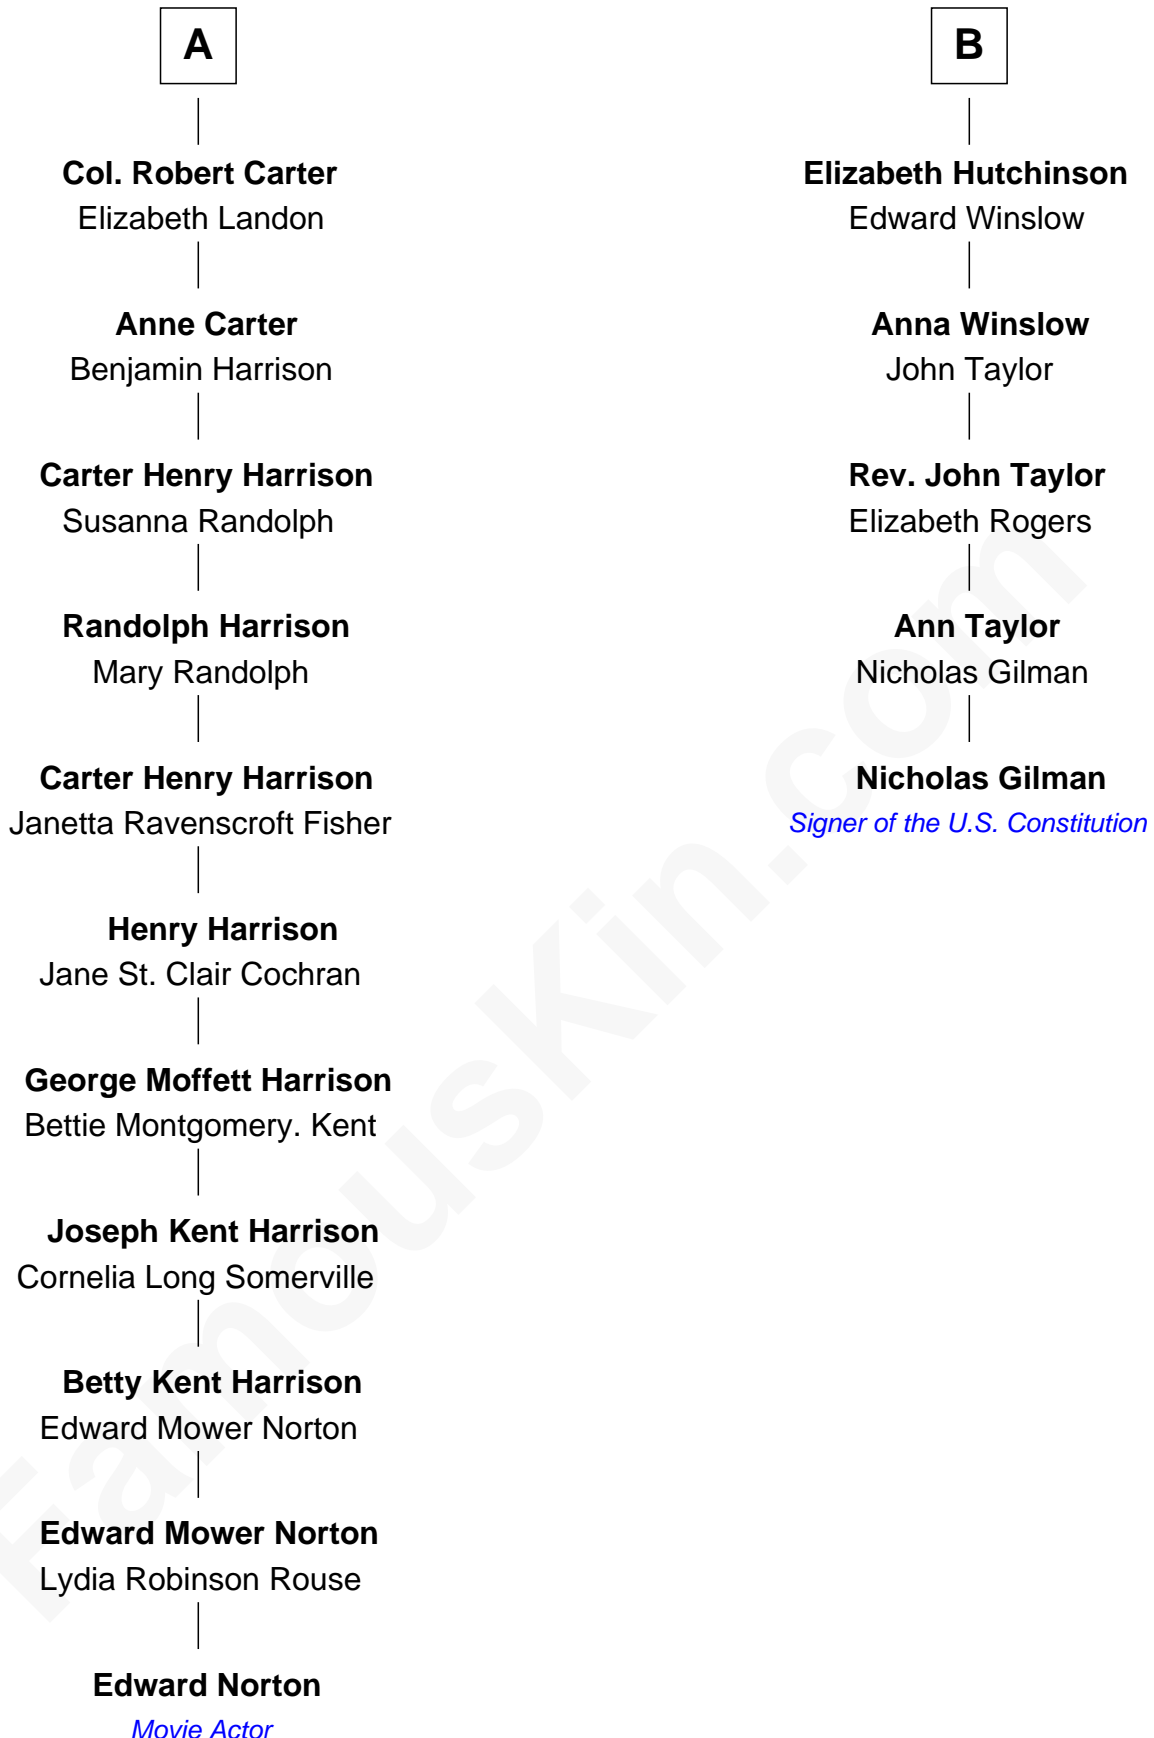 A
Col. Robert Carter
Elizabeth Landon
Anne Carter
Benjamin Harrison
Carter Henry Harrison
Susanna Randolph
Randolph Harrison
Mary Randolph
Carter Henry Harrison
Janetta Ravenscroft Fisher
Henry Harrison
Jane St. Clair Cochran
George Moffett Harrison
Bettie Montgomery. Kent
Joseph Kent Harrison
Cornelia Long Somerville
Betty Kent Harrison
Edward Mower Norton
Edward Mower Norton
Lydia Robinson Rouse
Edward Norton
Movie Actor
B
Elizabeth Hutchinson
Edward Winslow
Anna Winslow
John Taylor
Rev. John Taylor
Elizabeth Rogers
Ann Taylor
Nicholas Gilman
Nicholas Gilman
Signer of the U.S. Constitution
FamousKin.com